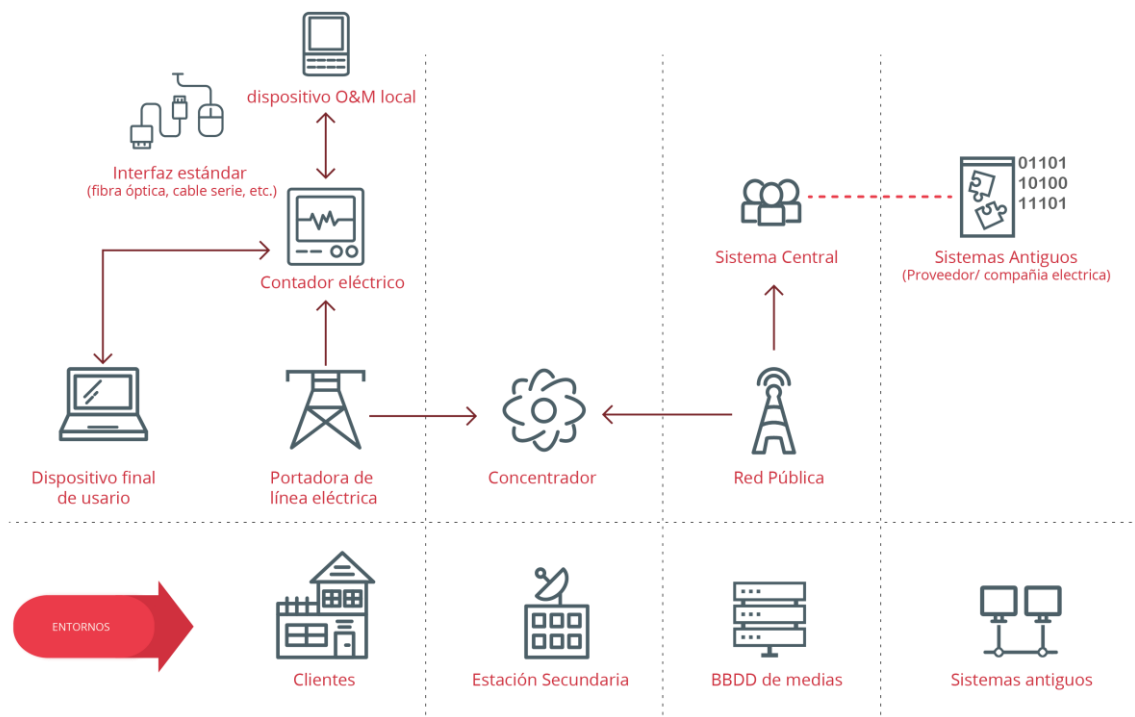 dispositivo O&M local
Interfaz estándar
(fibra óptica, cable serie, etc.)
01101
10100
11101
Contador eléctrico
Sistema Central
Sistemas Antiguos
(Proveedor/ compañia electrica)
Dispositivo final
de usario
Portadora de
línea eléctrica
Concentrador
Red Pública
ENTORNOS
Clientes
Estación Secundaria
BBDD de medias
Sistemas antiguos